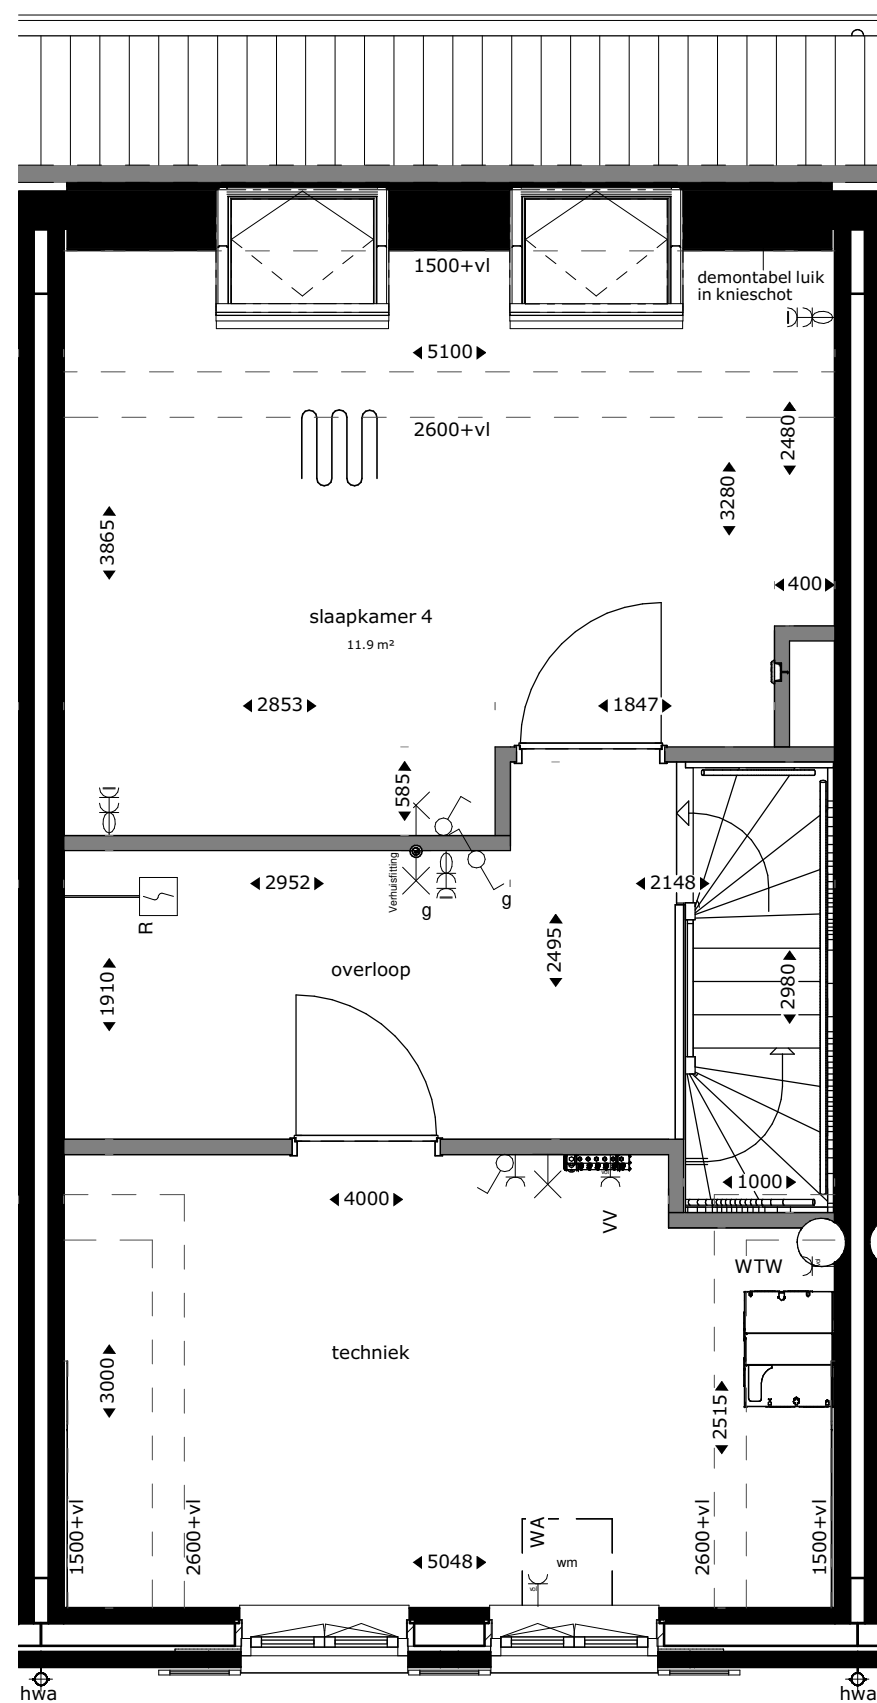 1500+vl
demontabel luik
in knieschot
5100
2600+vl
2480
3280
3865
400
slaapkamer 4
11.9 m²
2853
1847
585
2952
Verhuisfitting
g
g
2148
R
2495
overloop
1910
2980
1000
4000
VV
WTW
techniek
3000
2515
1500+vl
2600+vl
WA
wm
2600+vl
1500+vl
5048
hwa
hwa